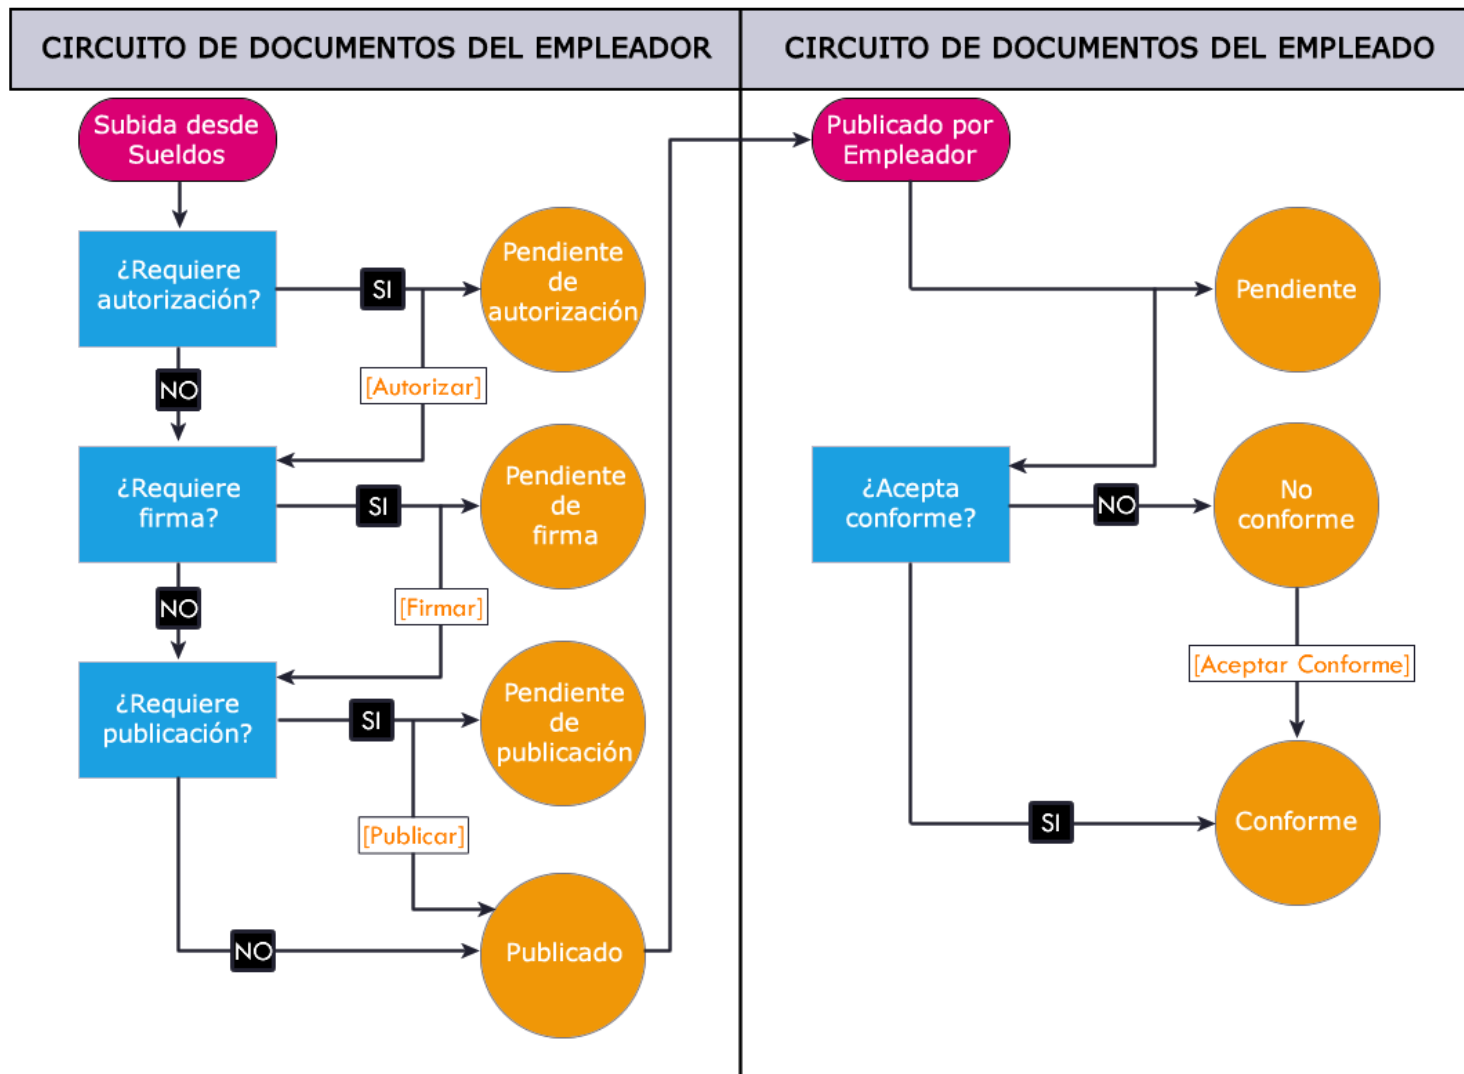 CIRCUITO DE DOCUMENTOS DEL EMPLEADOR
Subida desde
Sueldos
¿Requiere
autorización?
SI
Pendiente
de
autorización
NO
[Autorizar]
¿Requiere
firma?
SI
Pendiente
de
firma
NO
[Firmar]
¿Requiere
publicación?
SI
Pendiente
de
publicación
[Publicar]
NO
Publicado
CIRCUITO DE DOCUMENTOS DEL EMPLEADO
Publicado por
Empleador
Pendiente
¿Acepta
conforme?
NO
No
conforme
[Aceptar Conforme]
SI
Conforme